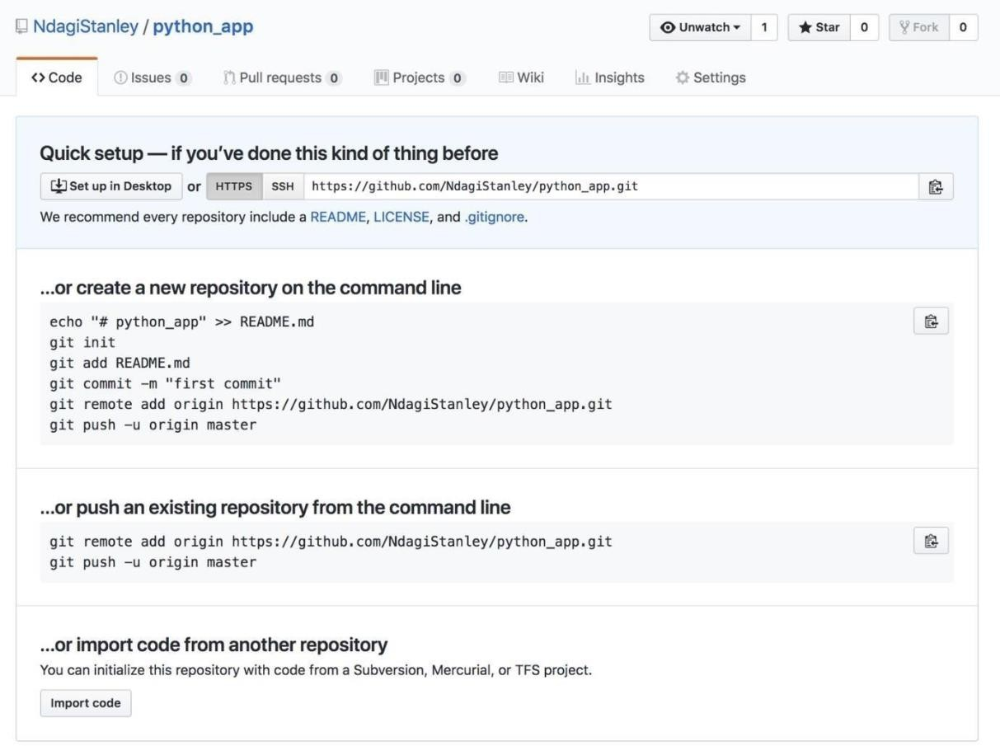 NdagiStanley / python_app
Unwatch 1 Star 0 Fork 0
<> Code Issues 0 Pull requests 0 Projects 0 Wiki Insights Settings
Quick setup — if you’ve done this kind of thing before
Set up in Desktop or HTTPS SSH https://github.com/NdagiStanley/python_app.git
We recommend every repository include a README, LICENSE, and .gitignore.
…or create a new repository on the command line
echo "# python_app" >> README.md
git init
git add README.md
git commit -m "first commit"
git remote add origin https://github.com/NdagiStanley/python_app.git
git push -u origin master
…or push an existing repository from the command line
git remote add origin https://github.com/NdagiStanley/python_app.git
git push -u origin master
…or import code from another repository
You can initialize this repository with code from a Subversion, Mercurial, or TFS project.
Import code